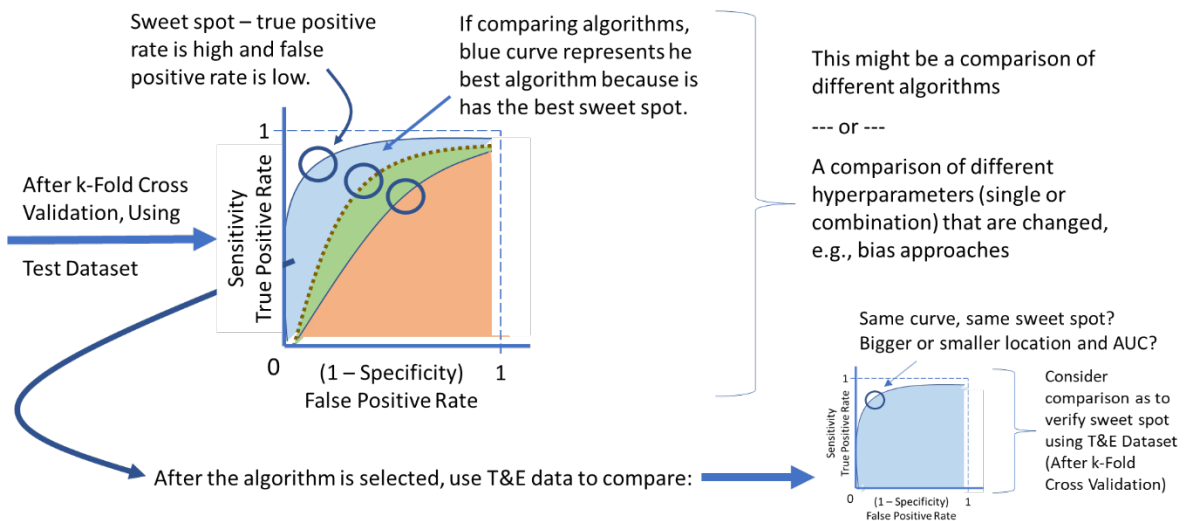 Sweet spot – true positive
rate is high and false
positive rate is low.
If comparing algorithms,
blue curve represents he
best algorithm because is
has the best sweet spot.
This might be a comparison of
different algorithms
--- or ---
A comparison of different
hyperparameters (single or
combination) that are changed,
e.g., bias approaches
After k-Fold Cross
Validation, Using
Test Dataset
Sensitivity
True Positive Rate
1
0
(1 – Specificity)
False Positive Rate
1
Same curve, same sweet spot?
Bigger or smaller location and AUC?
Sensitivity
True Positive Rate
1
0
(1 – Specificity)
False Positive Rate
1
Consider
comparison as to
verify sweet spot
using T&E Dataset
(After k-Fold
Cross Validation)
After the algorithm is selected, use T&E data to compare: